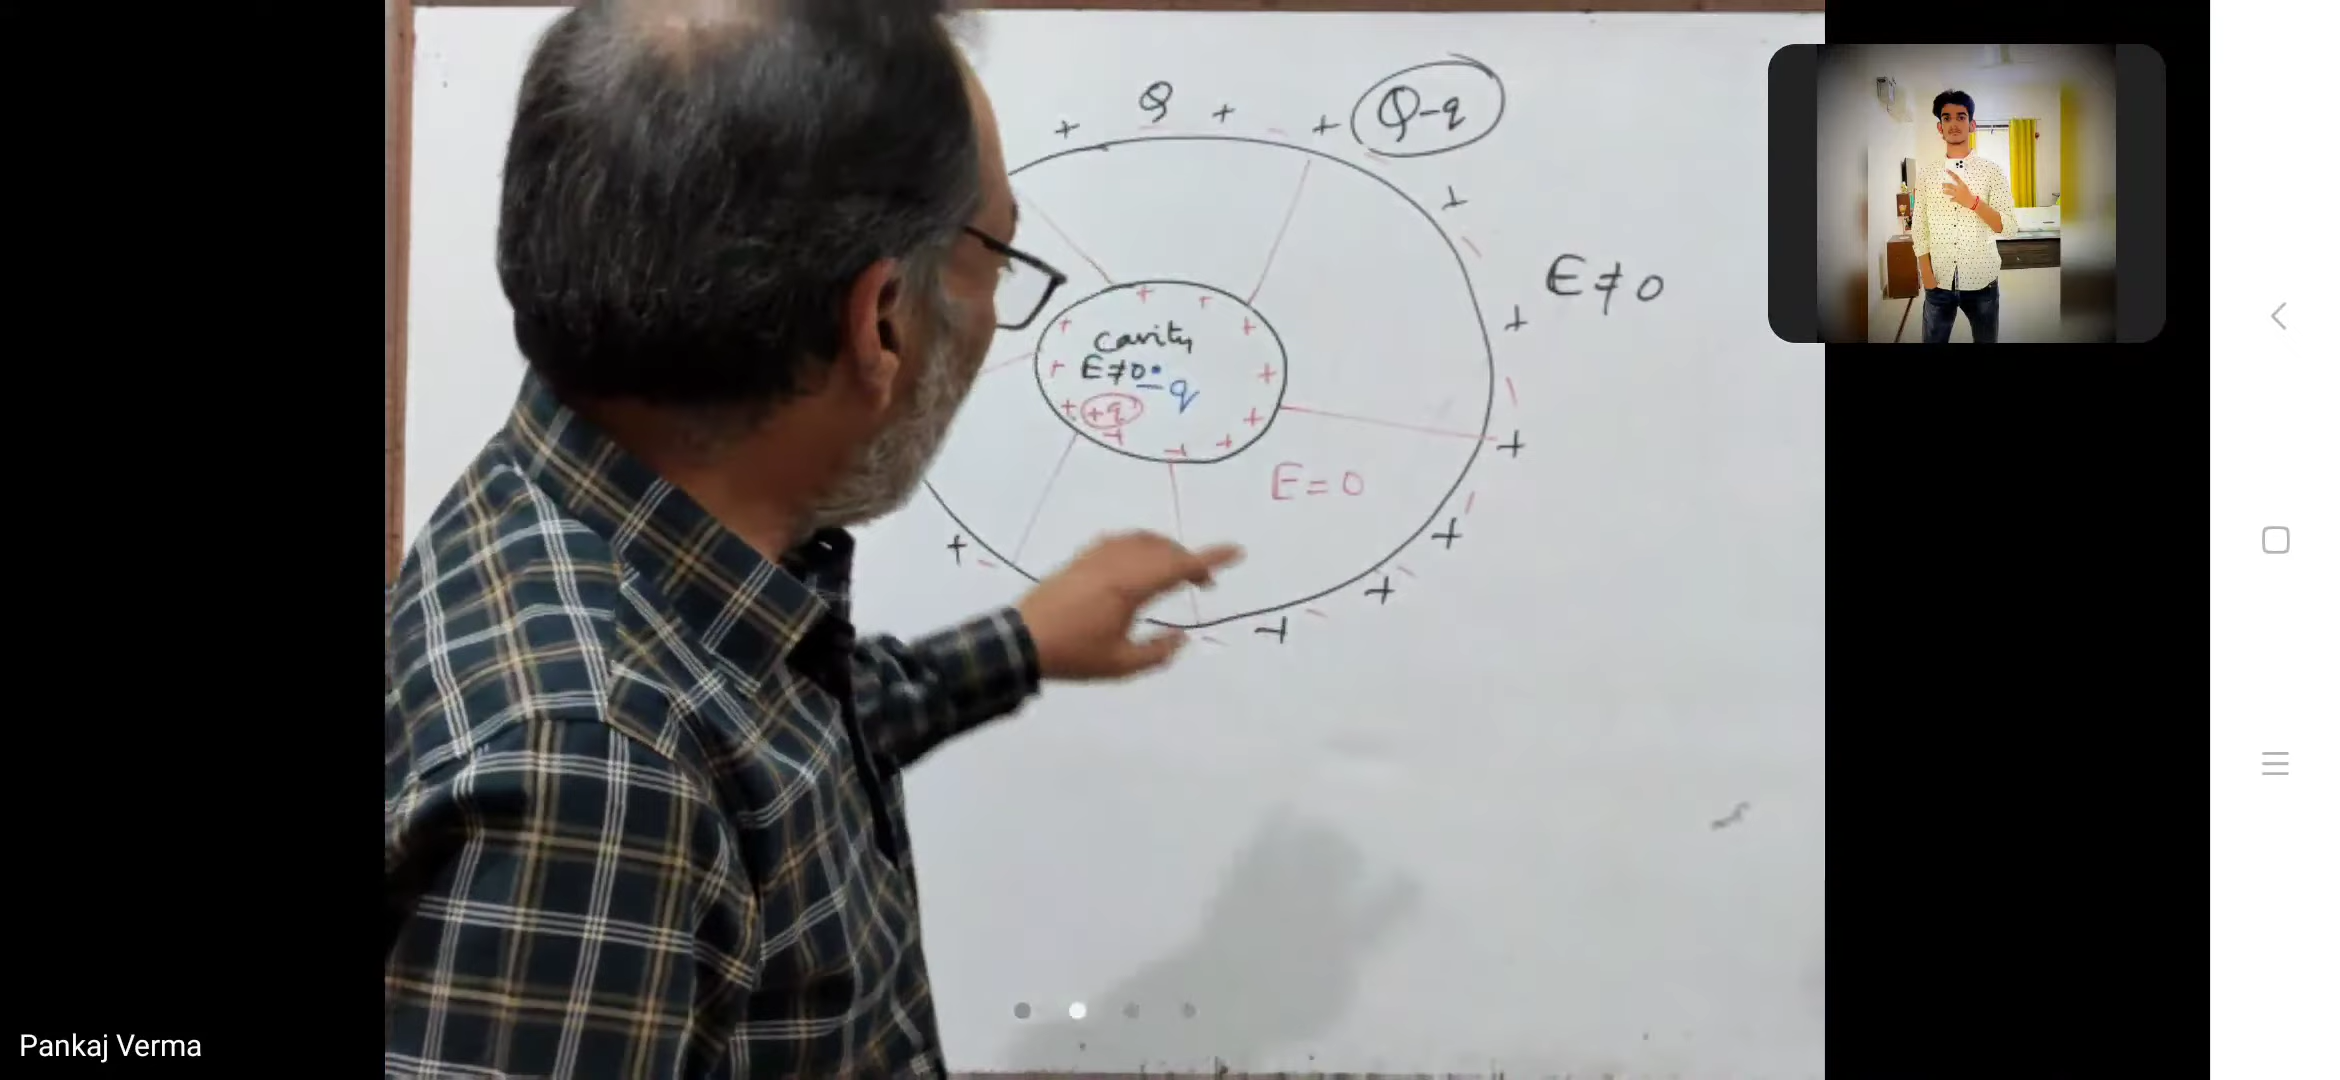 + Q + + Q-q
+
E ≠ 0
+
+ +
+ +
cavity
+ E ≠ 0 - q +
+ +q +
+ + +
+
E = 0
+
+
+
+
Pankaj Verma